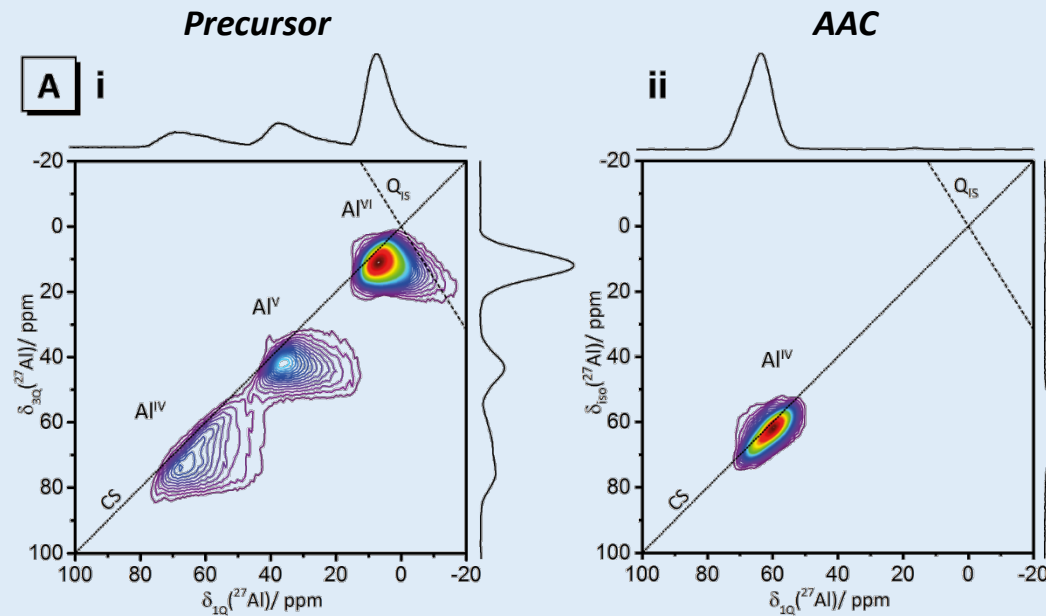 Precursor
AAC
A i
ii
-20
0
20
40
60
80
100
δ3Q(27Al)/ ppm
QIS
AlVI
AlV
AlIV
CS
100 80 60 40 20 0 -20
δ1Q(27Al)/ ppm
-20
0
20
40
60
80
100
δiso(27Al)/ ppm
QIS
AlIV
CS
100 80 60 40 20 0 -20
δ1Q(27Al)/ ppm